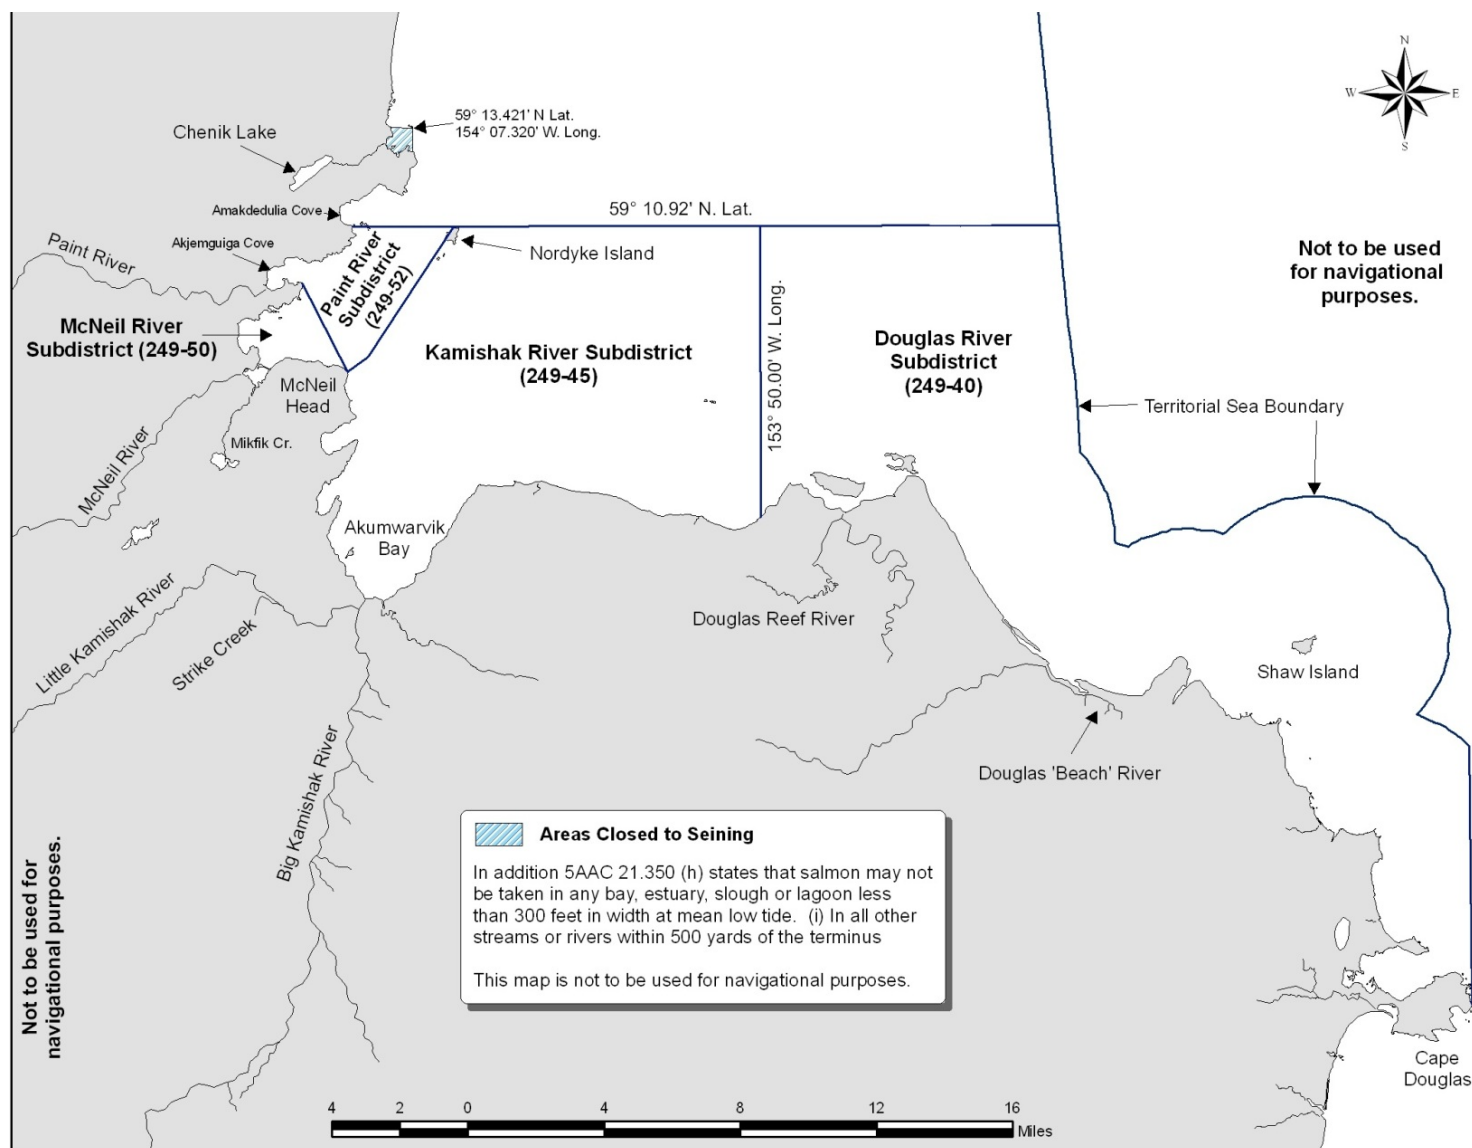 N
W
E
S
59° 13.421' N Lat.
154° 07.320' W. Long.
Chenik Lake
Amakdedulia Cove
59° 10.92' N. Lat.
Akjemguiga Cove
Paint River
Nordyke Island
Paint River
Subdistrict
(249-52)
Not to be used
for navigational
purposes.
McNeil River
Subdistrict (249-50)
Kamishak River Subdistrict
(249-45)
153° 50.00' W. Long.
Douglas River
Subdistrict
(249-40)
Territorial Sea Boundary
McNeil
Head
Mikfik Cr.
McNeil River
Akumwarvik
Bay
Little Kamishak River
Strike Creek
Douglas Reef River
Shaw Island
Douglas 'Beach' River
Big Kamishak River
Not to be used for
navigational purposes.
Areas Closed to Seining
In addition 5AAC 21.350 (h) states that salmon may not
be taken in any bay, estuary, slough or lagoon less
than 300 feet in width at mean low tide.  (i) In all other
streams or rivers within 500 yards of the terminus
This map is not to be used for navigational purposes.
Cape
Douglas
4 2 0 4 8 12 16
Miles